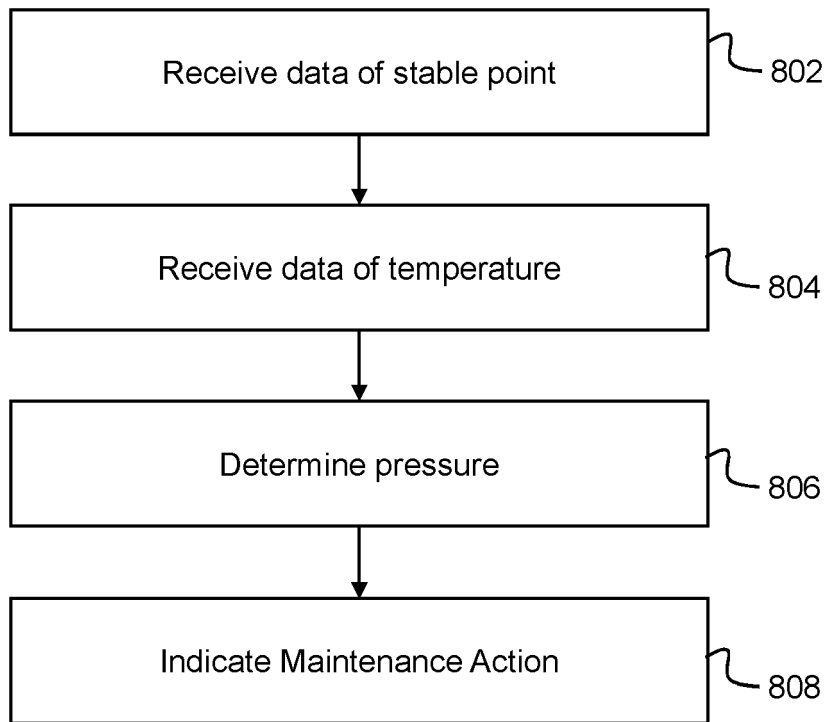 Receive data of stable point
802
Receive data of temperature
804
Determine pressure
806
Indicate Maintenance Action
808